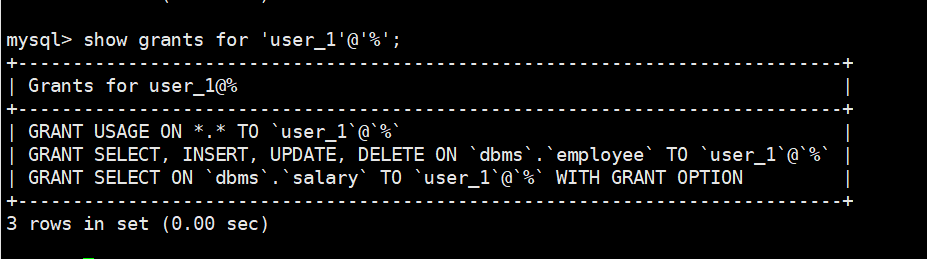 mysql> show grants for 'user_1'@'%';
+---------------------------------------------------------------------------+
| Grants for user_1@% |
+---------------------------------------------------------------------------+
| GRANT USAGE ON *.* TO `user_1`@`%` |
| GRANT SELECT, INSERT, UPDATE, DELETE ON `dbms`.`employee` TO `user_1`@`%` |
| GRANT SELECT ON `dbms`.`salary` TO `user_1`@`%` WITH GRANT OPTION |
+---------------------------------------------------------------------------+
3 rows in set (0.00 sec)